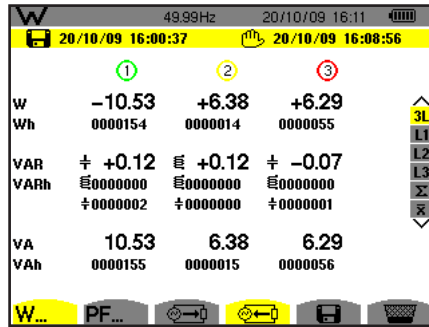 W 49.99Hz 20/10/09 16:11
20/10/09 16:00:37 20/10/09 16:08:56
1 2 3
W -10.53 +6.38 +6.29
Wh 0000154 0000014 0000055
VAR +0.12 +0.12 -0.07
VARh 0000000 0000000 0000000
0000002 0000000 0000001
VA 10.53 6.38 6.29
VAh 0000155 0000015 0000056
3L
L1
L2
L3
Σ
x̄
W... PF...